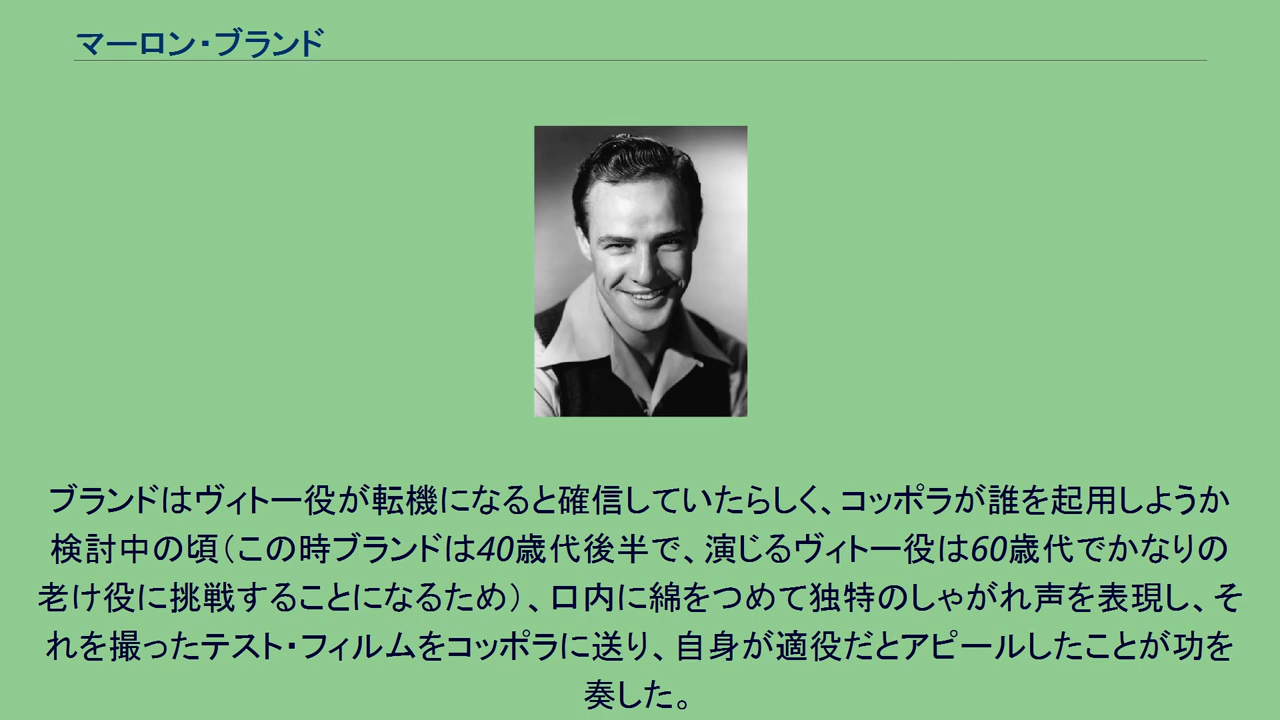 マーロン・ブランド
ブランドはヴィトー役が転機になると確信していたらしく、コッポラが誰を起用しようか
検討中の頃（この時ブランドは40歳代後半で、演じるヴィトー役は60歳代でかなりの
老け役に挑戦することになるため）、口内に綿をつめて独特のしゃがれ声を表現し、そ
れを撮ったテスト・フィルムをコッポラに送り、自身が適役だとアピールしたことが功を
奏した。